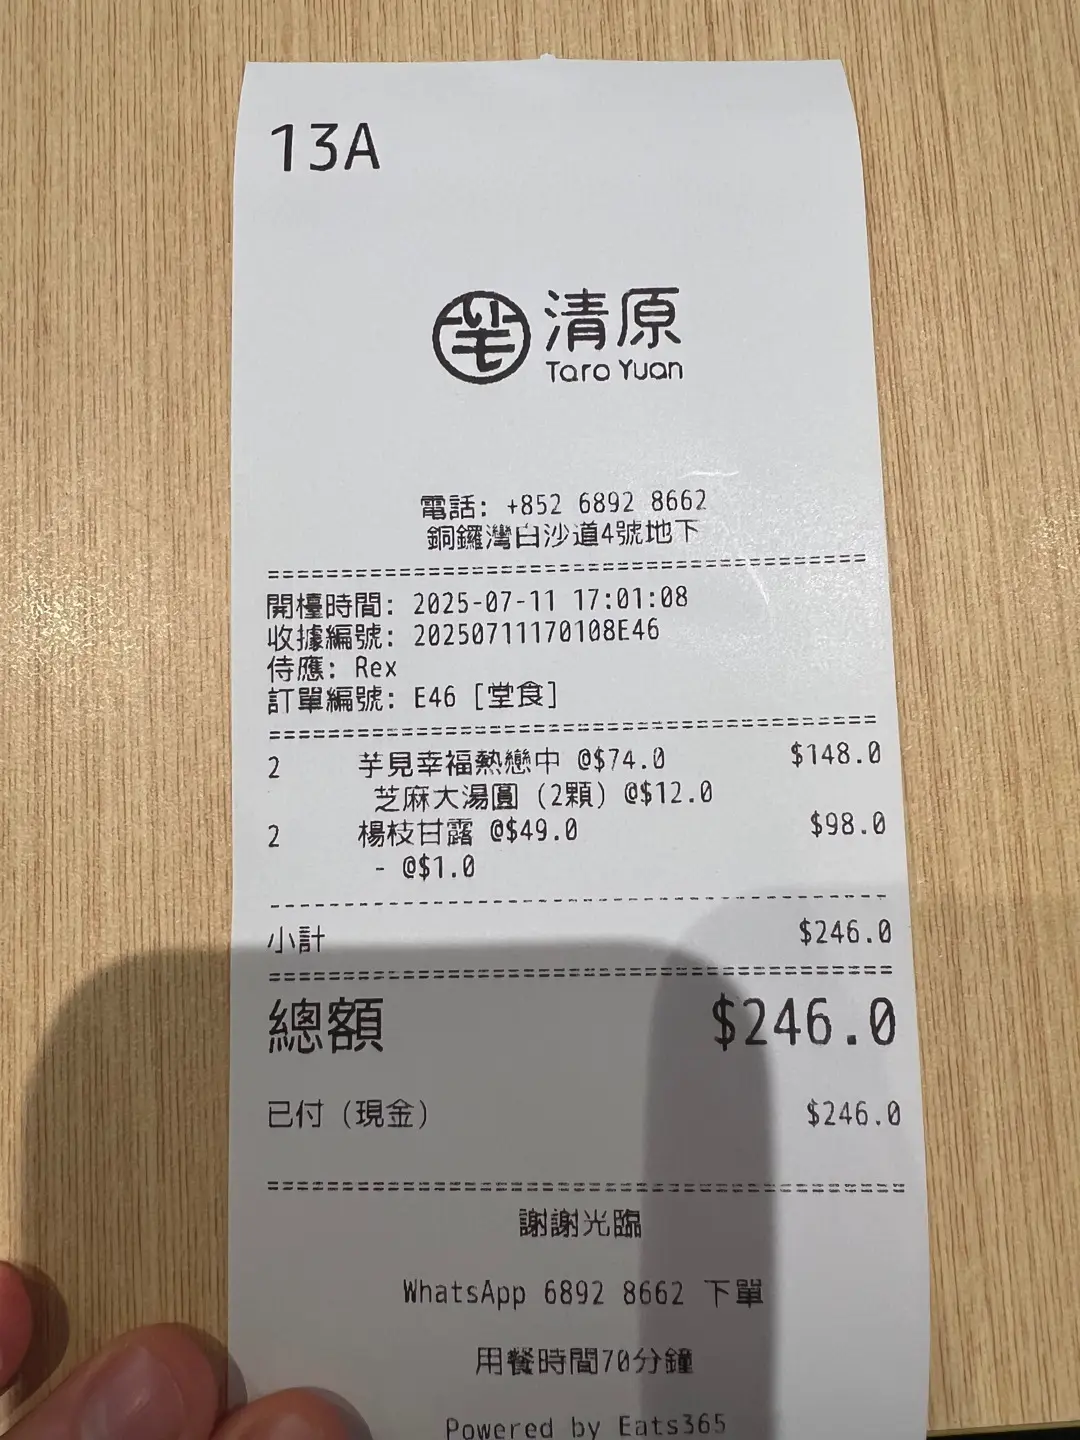 13A
芋 清原
Taro Yuan
電話: +852 6892 8662
銅鑼灣白沙道4號地下
開檯時間: 2025-07-11 17:01:08
收據編號: 20250711170108E46
侍應: Rex
訂單編號: E46 [堂食]
2 芋見幸福熱戀中 @$74.0 $148.0
芝麻大湯圓 (2顆) @$12.0
2 楊枝甘露 @$49.0 $98.0
- @$1.0
小計 $246.0
總額 $246.0
已付 (現金) $246.0
謝謝光臨
WhatsApp 6892 8662 下單
用餐時間70分鐘
Powered by Eats365